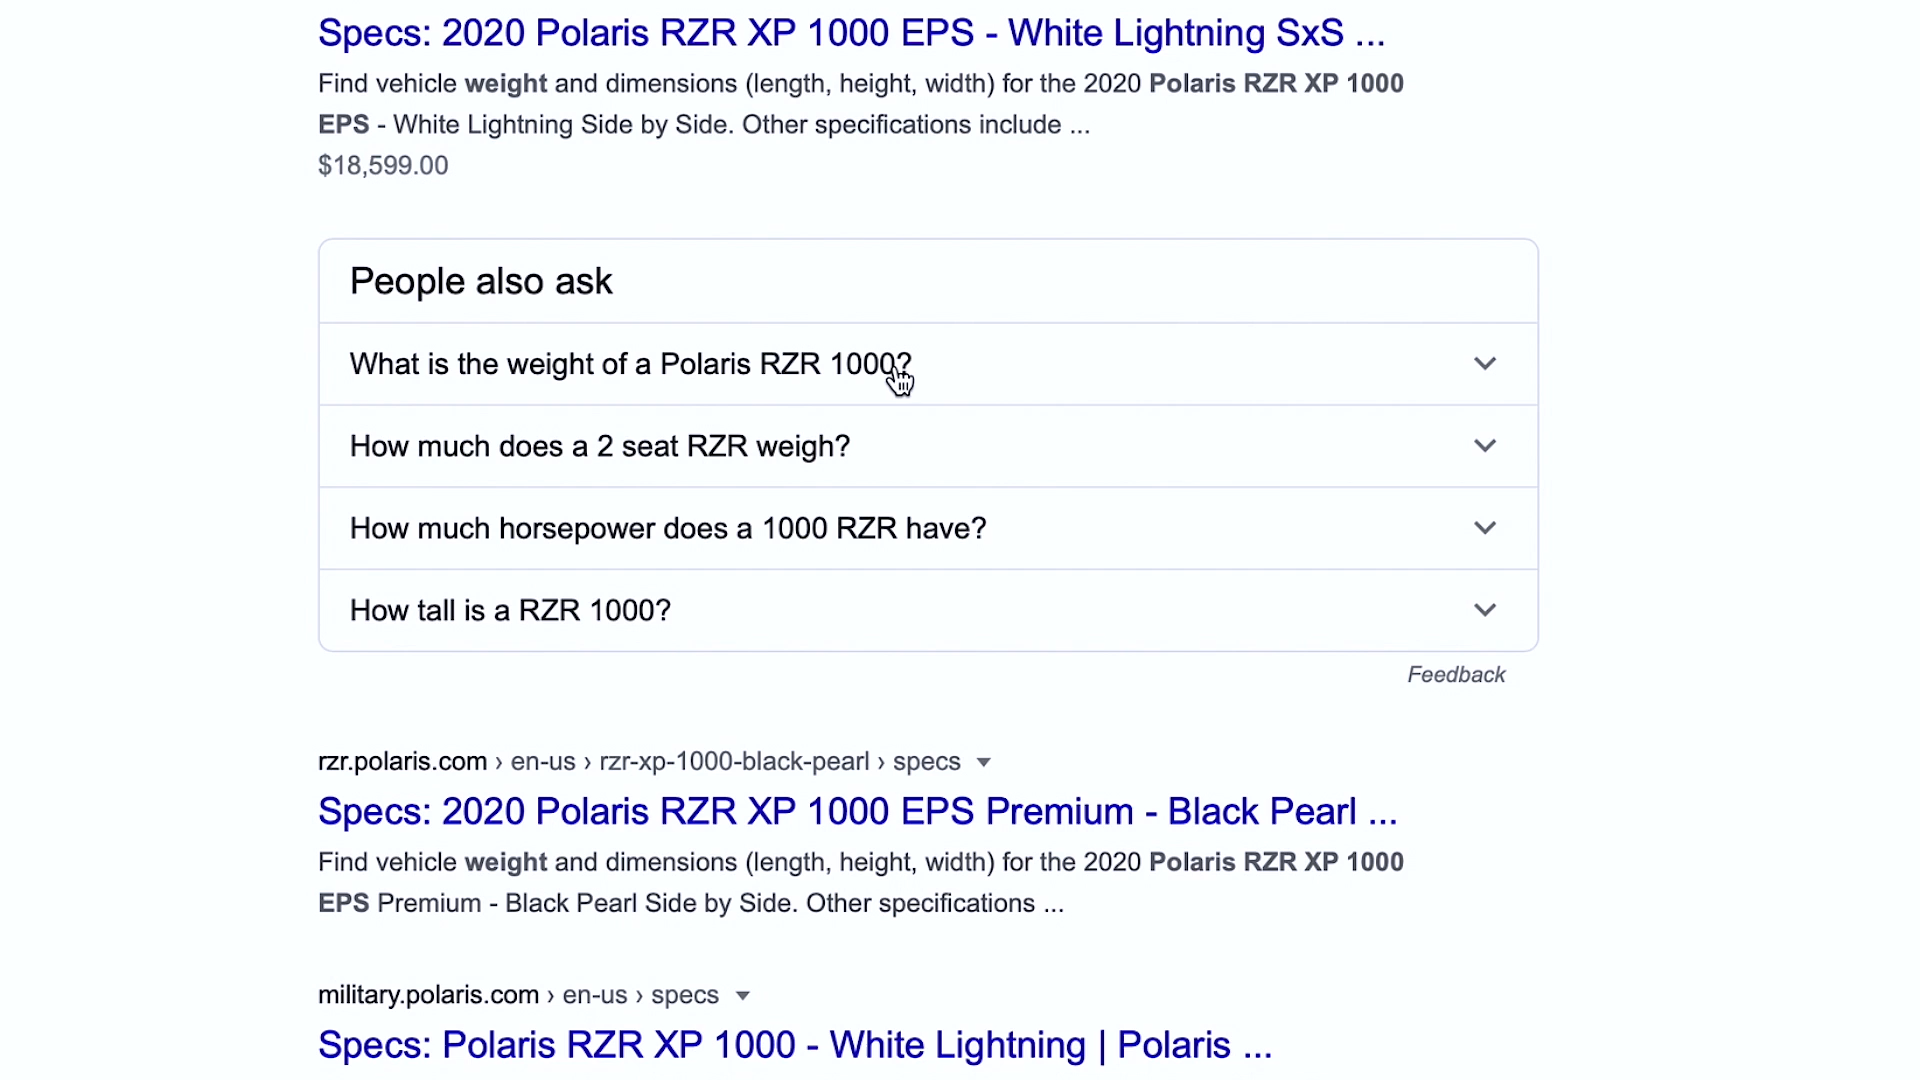 Specs: 2020 Polaris RZR XP 1000 EPS - White Lightning SxS ...
Find vehicle weight and dimensions (length, height, width) for the 2020 Polaris RZR XP 1000
EPS - White Lightning Side by Side. Other specifications include ...
$18,599.00
People also ask
What is the weight of a Polaris RZR 1000?
How much does a 2 seat RZR weigh?
How much horsepower does a 1000 RZR have?
How tall is a RZR 1000?
Feedback
rzr.polaris.com › en-us › rzr-xp-1000-black-pearl › specs
Specs: 2020 Polaris RZR XP 1000 EPS Premium - Black Pearl ...
Find vehicle weight and dimensions (length, height, width) for the 2020 Polaris RZR XP 1000
EPS Premium - Black Pearl Side by Side. Other specifications ...
military.polaris.com › en-us › specs
Specs: Polaris RZR XP 1000 - White Lightning | Polaris ...